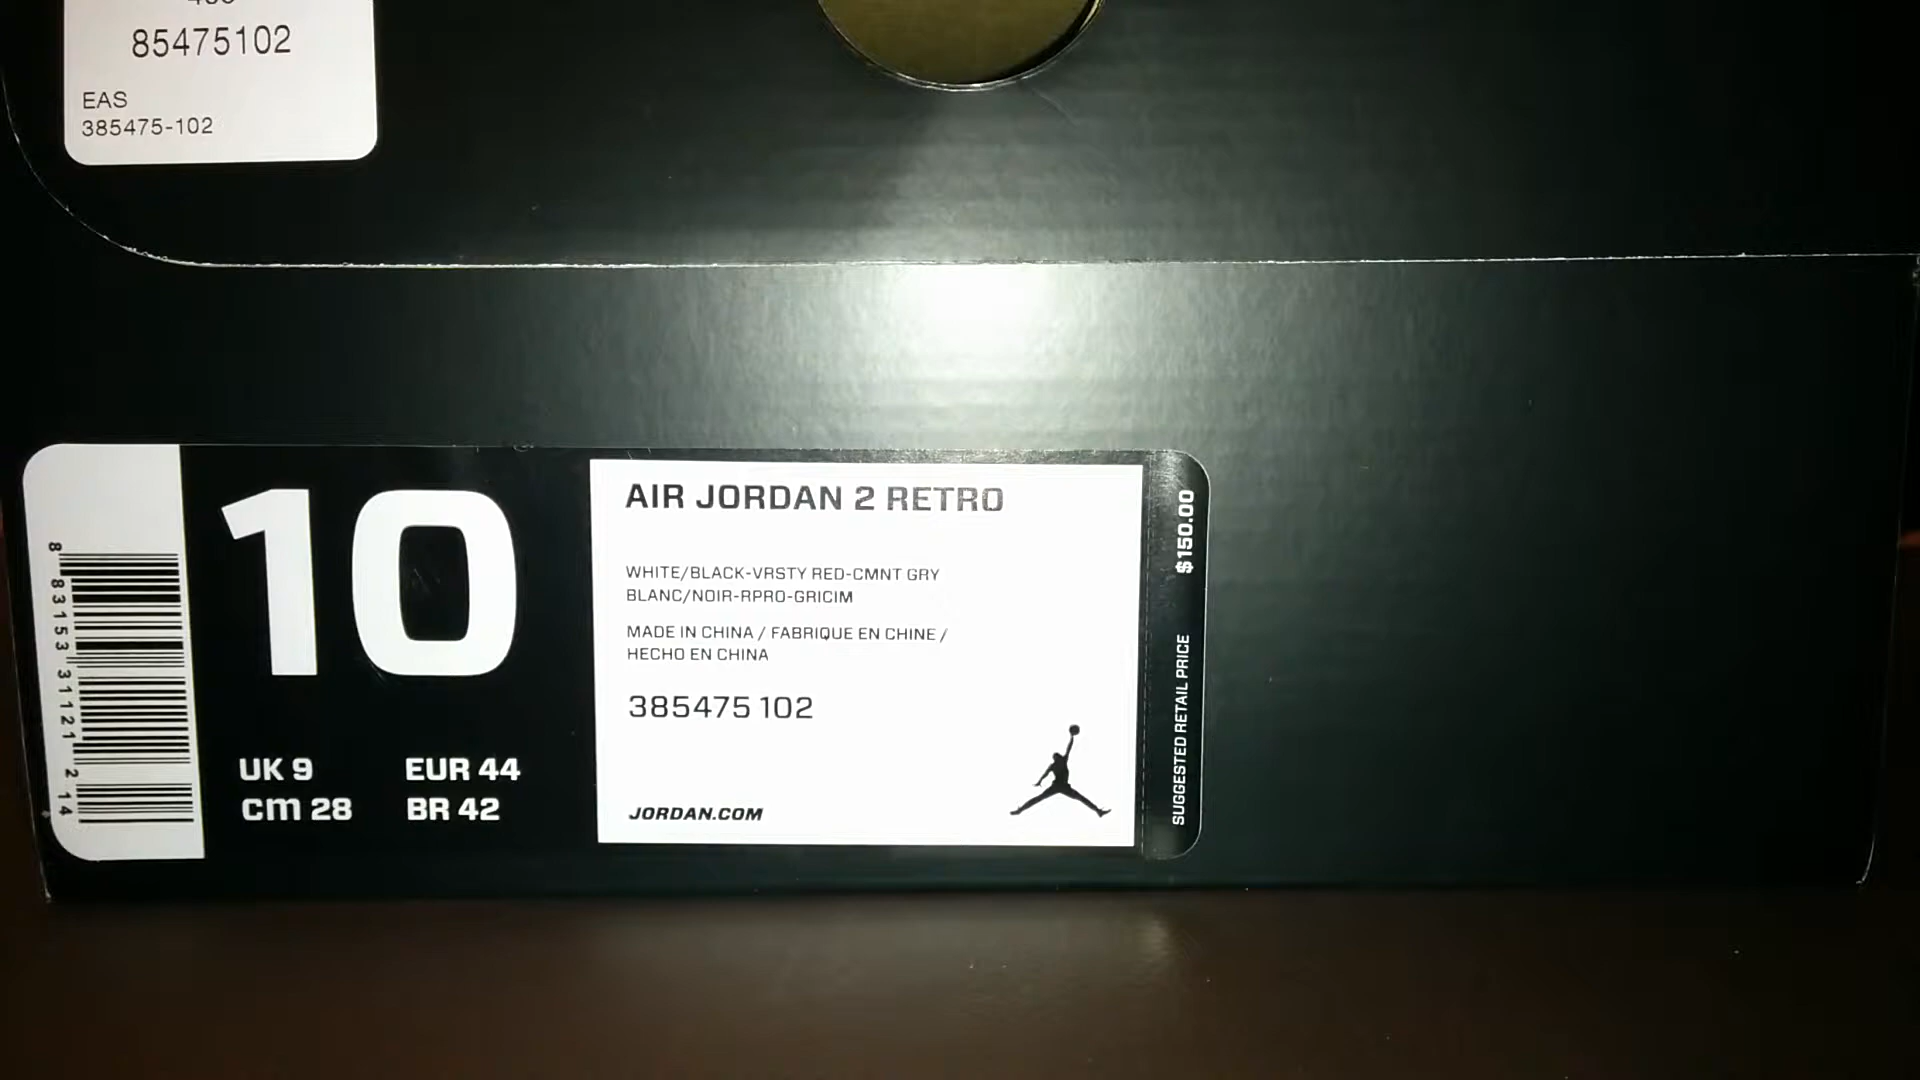 85475102
EAS
385475-102
8 83153 31121 2 14
10
UK 9
EUR 44
cm 28
BR 42
AIR JORDAN 2 RETRO
WHITE/BLACK-VRSTY RED-CMNT GRY
BLANC/NOIR-RPRO-GRICIM
MADE IN CHINA / FABRIQUE EN CHINE /
HECHO EN CHINA
385475 102
JORDAN.COM
SUGGESTED RETAIL PRICE $150.00